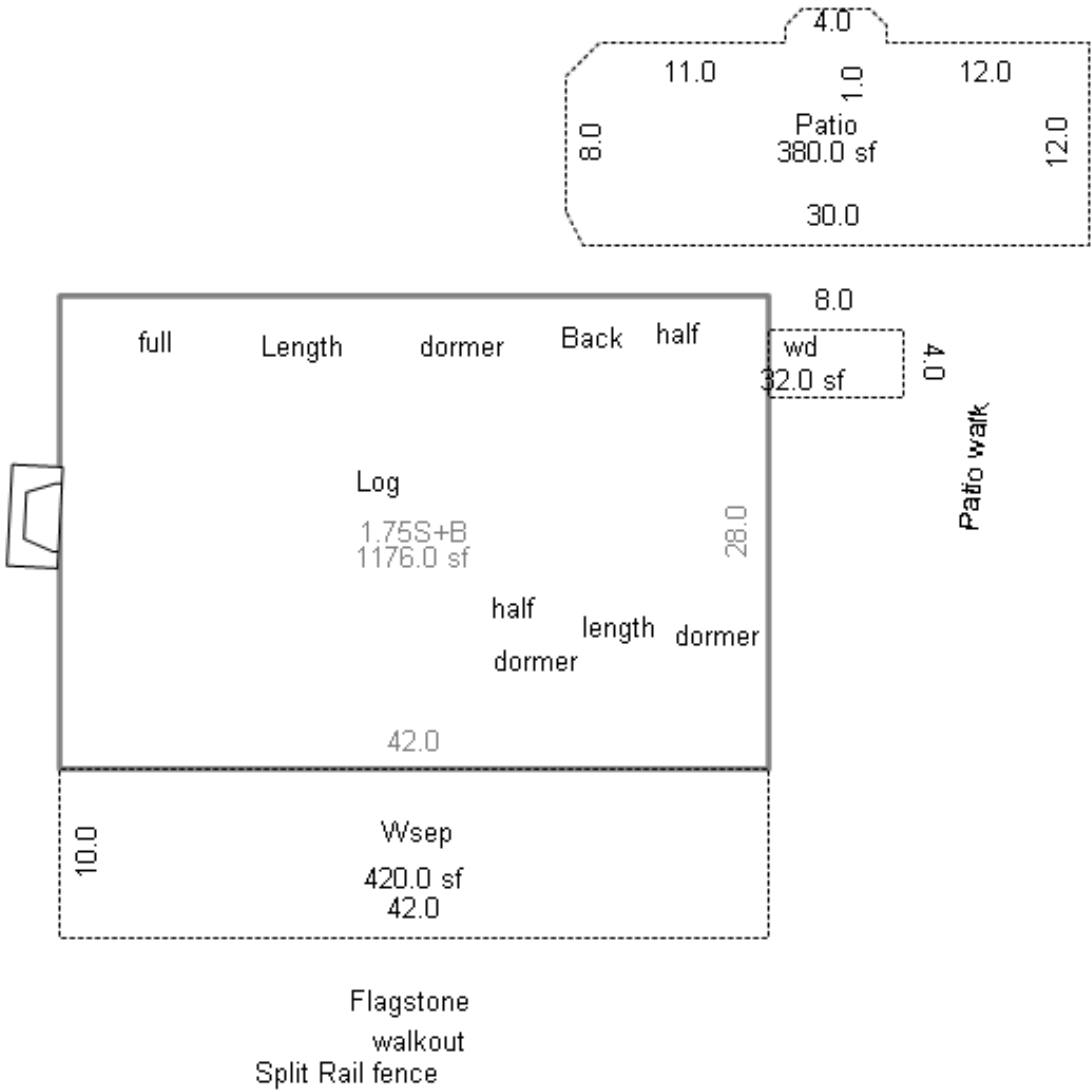 4.0
11.0
1.0
12.0
8.0
Patio
380.0 sf
12.0
30.0
8.0
full Length dormer Back half
wd
32.0 sf
4.0
Patio walk
Log
1.75S+B
1176.0 sf
28.0
half length dormer
dormer
42.0
10.0
Wsep
420.0 sf
42.0
Flagstone
walkout
Split Rail fence